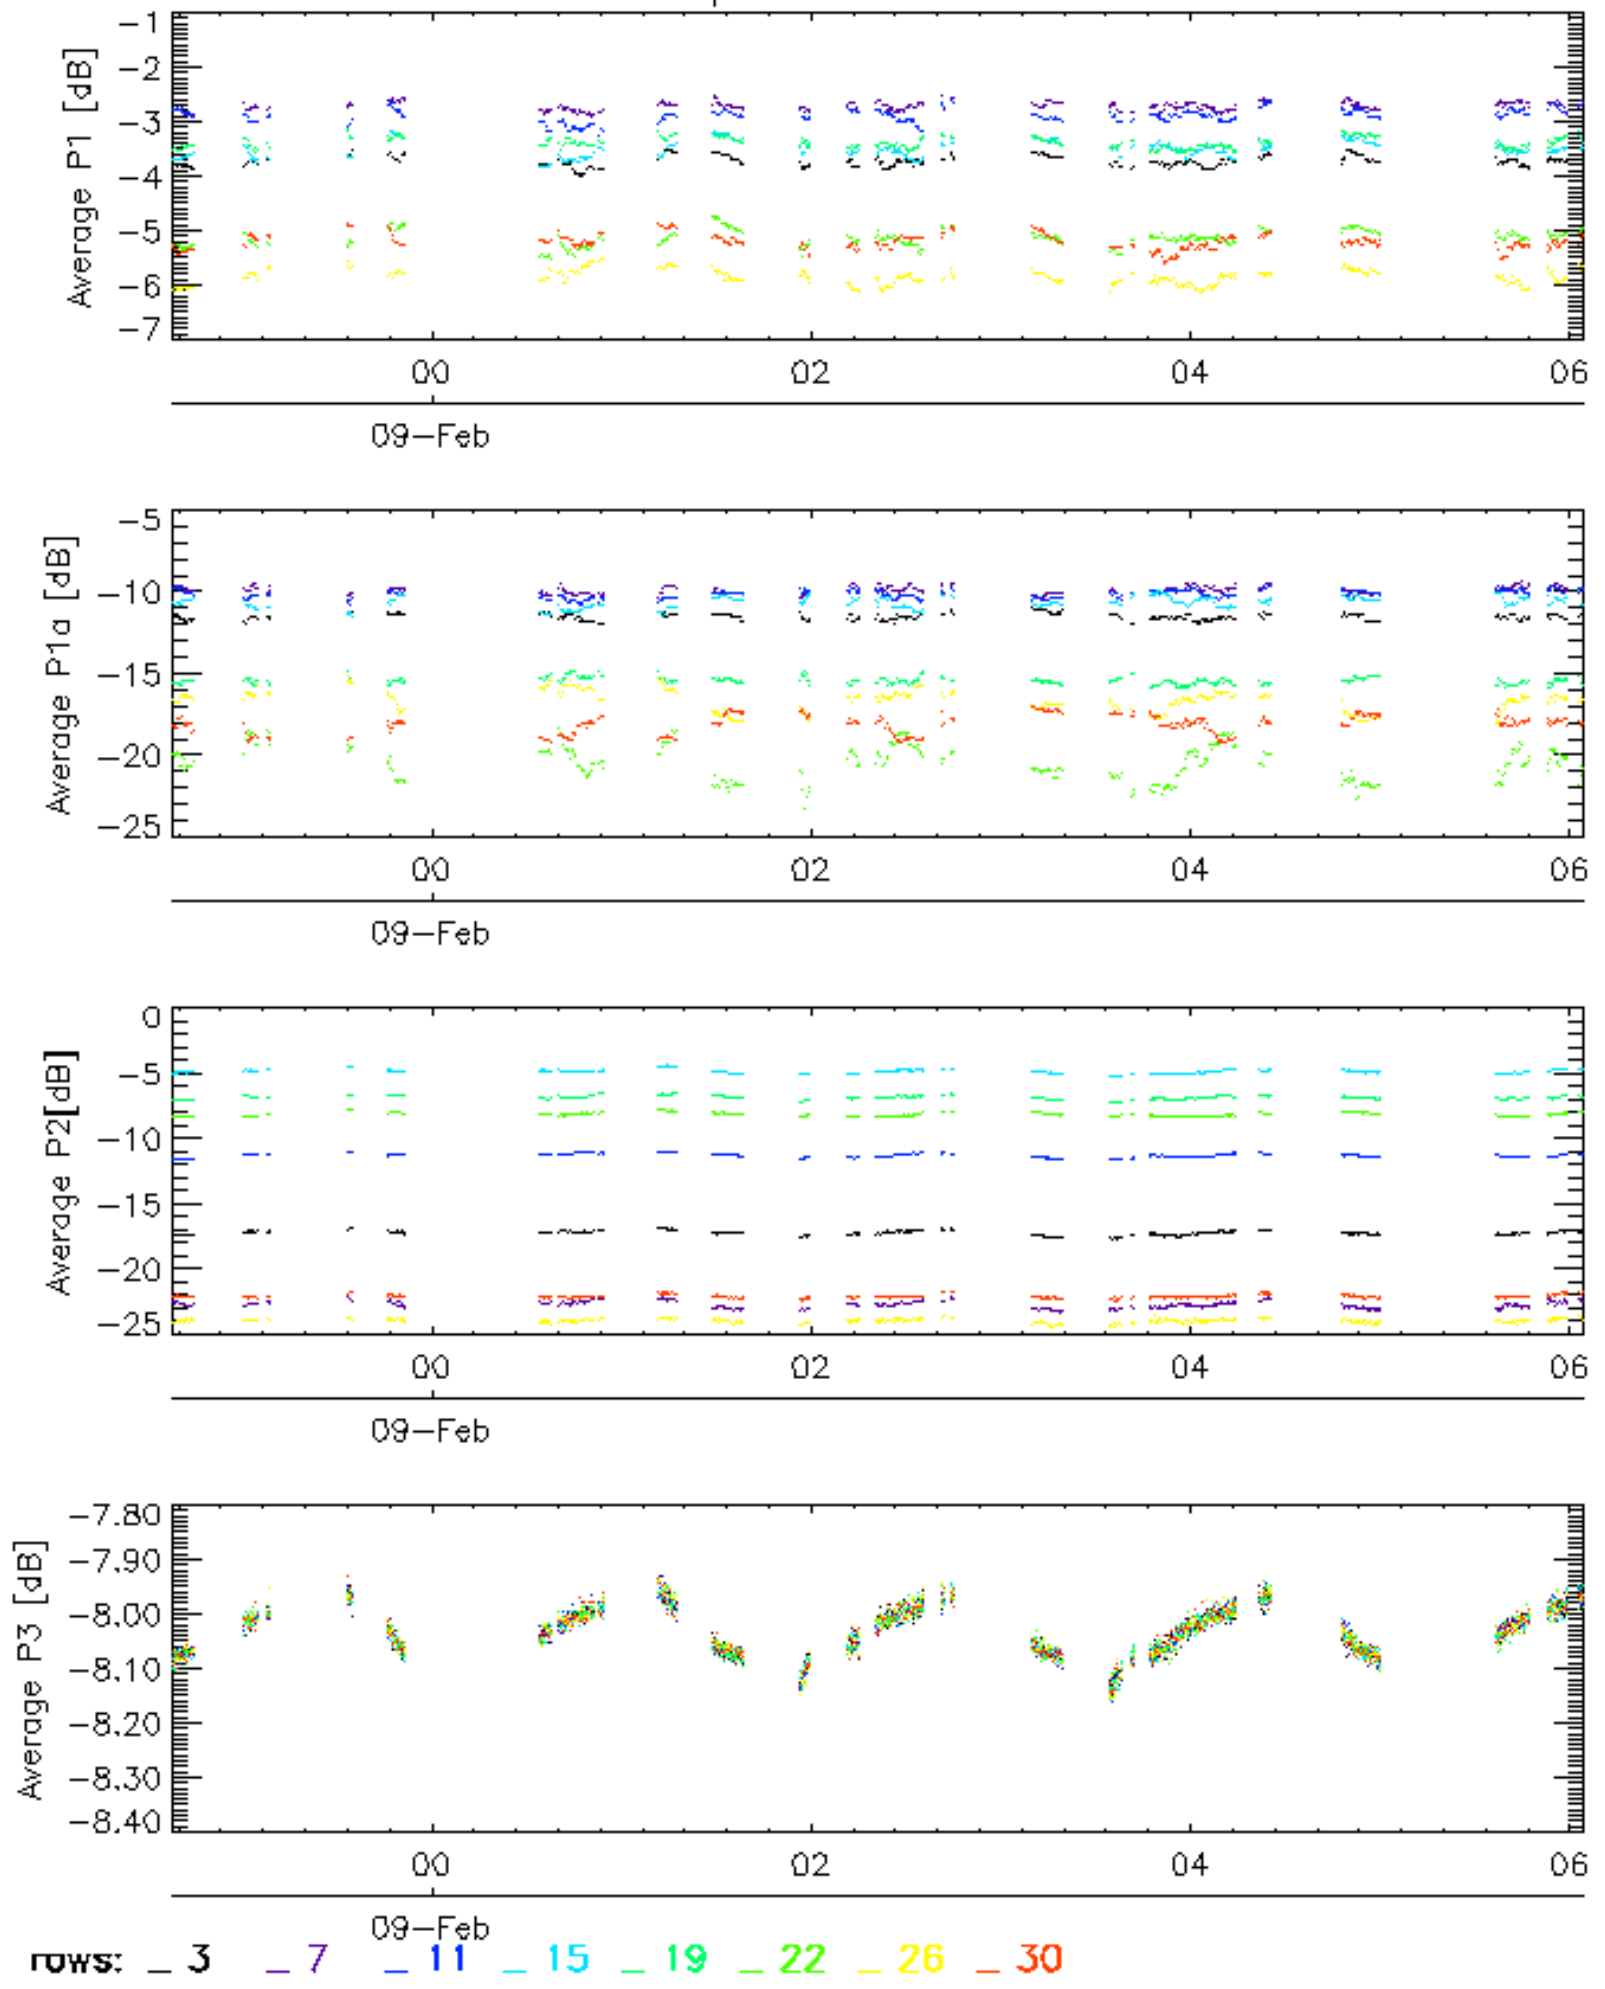 Average P1 [dB]
-1
-2
-3
-4
-5
-6
-7
00 02 04 06
09-Feb
Average P1a [dB]
-5
-10
-15
-20
-25
00 02 04 06
09-Feb
Average P2[dB]
0
-5
-10
-15
-20
-25
00 02 04 06
09-Feb
Average P3 [dB]
-7.80
-7.90
-8.00
-8.10
-8.20
-8.30
-8.40
00 02 04 06
09-Feb
rows: _ 3 _ 7 _ 11 _ 15 _ 19 _ 22 _ 26 _ 30